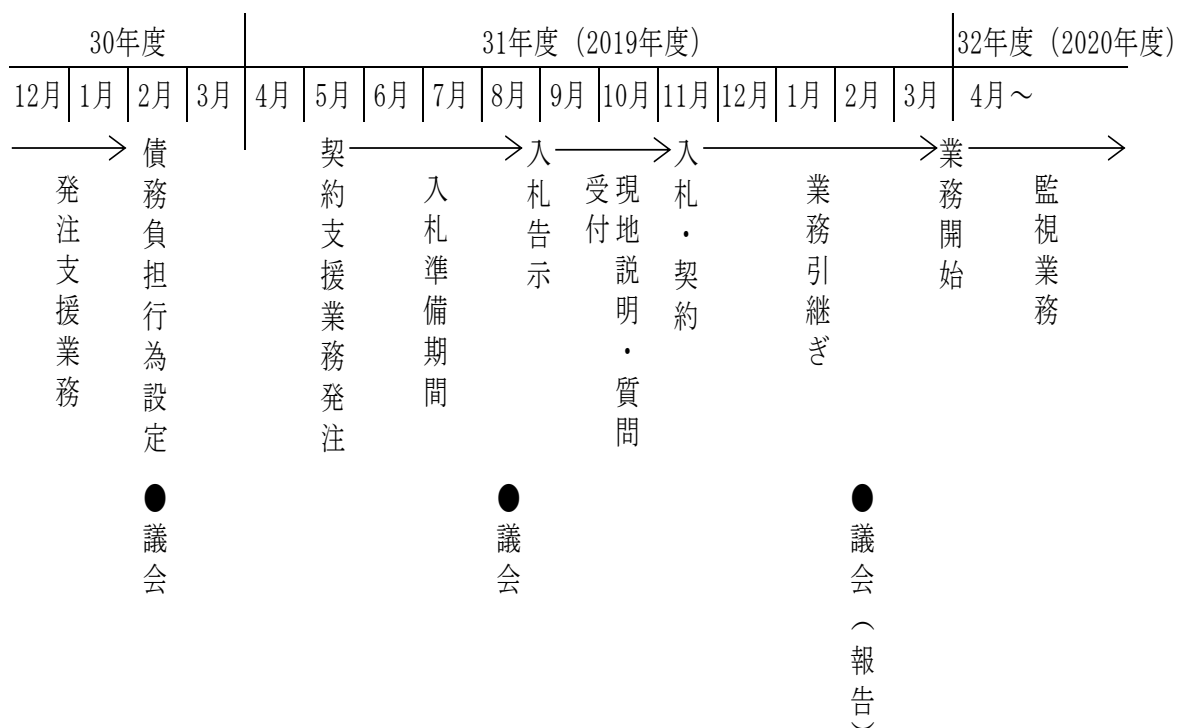 30年度
31年度（2019年度）
32年度（2020年度）
12月
1月
2月
3月
4月
5月
6月
7月
8月
9月
10月
11月
12月
1月
2月
3月
4月～
発注支援業務
債務負担行為設定
契約支援業務発注
入札準備期間
入札告示
現地説明・質問
受付
入札・契約
業務引継ぎ
業務開始
監視業務
●議会
●議会
●議会（報告）